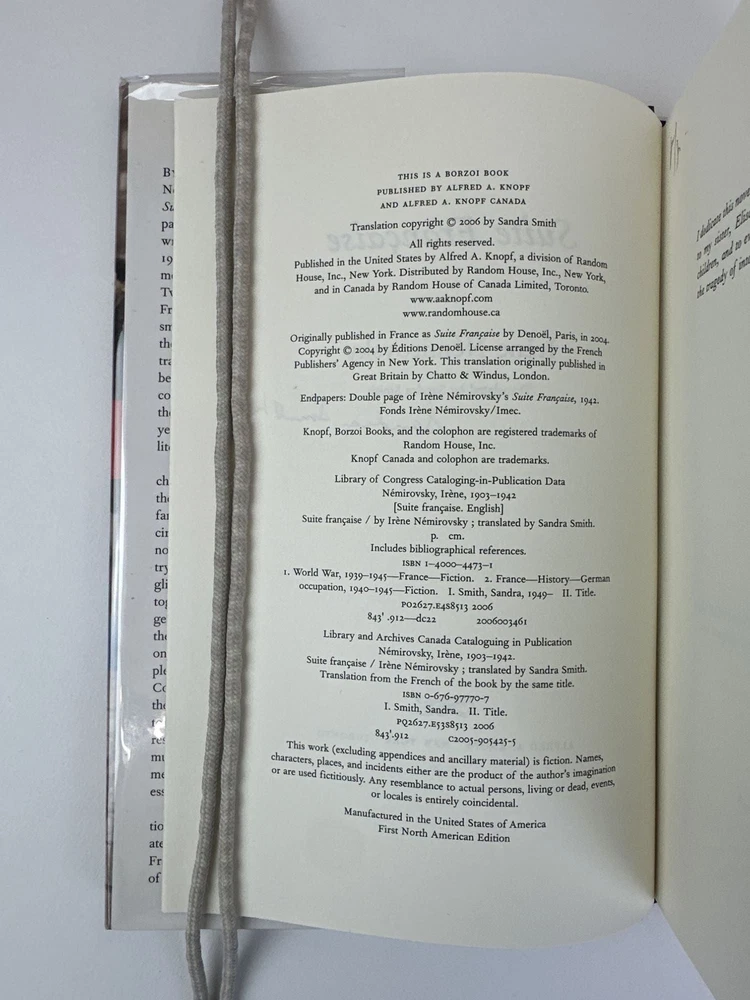 THIS IS A BORZOI BOOK
PUBLISHED BY ALFRED A. KNOPF
AND ALFRED A. KNOPF CANADA
Translation copyright © 2006 by Sandra Smith
All rights reserved.
Published in the United States by Alfred A. Knopf, a division of Random
House, Inc., New York. Distributed by Random House, Inc., New York,
and in Canada by Random House of Canada Limited, Toronto.
www.aaknopf.com
www.randomhouse.ca
Originally published in France as Suite Française by Denoël, Paris, in 2004.
Copyright © 2004 by Éditions Denoël. License arranged by the French
Publishers' Agency in New York. This translation originally published in
Great Britain by Chatto & Windus, London.
Endpapers: Double page of Irène Némirovsky's Suite Française, 1942.
Fonds Irène Némirovsky/Imec.
Knopf, Borzoi Books, and the colophon are registered trademarks of
Random House, Inc.
Knopf Canada and colophon are trademarks.
Library of Congress Cataloging-in-Publication Data
Némirovsky, Irène, 1903–1942
[Suite française. English]
Suite française / by Irène Némirovsky ; translated by Sandra Smith.
p. cm.
Includes bibliographical references.
ISBN 1-4000-4473-1
1. World War, 1939–1945—France—Fiction. 2. France—History—German
occupation, 1940–1945—Fiction. I. Smith, Sandra, 1949– II. Title.
PQ2627.E4S8513 2006
843'.912—dc22 2006003461
Library and Archives Canada Cataloguing in Publication
Némirovsky, Irène, 1903–1942.
Suite française / Irène Némirovsky ; translated by Sandra Smith.
Translation from the French of the book by the same title.
ISBN 0-676-97770-7
I. Smith, Sandra. II. Title.
PQ2627.E53S8513 2006
843'.912 C2005-905425-5
This work (excluding appendices and ancillary material) is fiction. Names,
characters, places, and incidents either are the product of the author's imagination
or are used fictitiously. Any resemblance to actual persons, living or dead, events,
or locales is entirely coincidental.
Manufactured in the United States of America
First North American Edition
I dedicate this
to my sister,
children, and to
the tragedy of